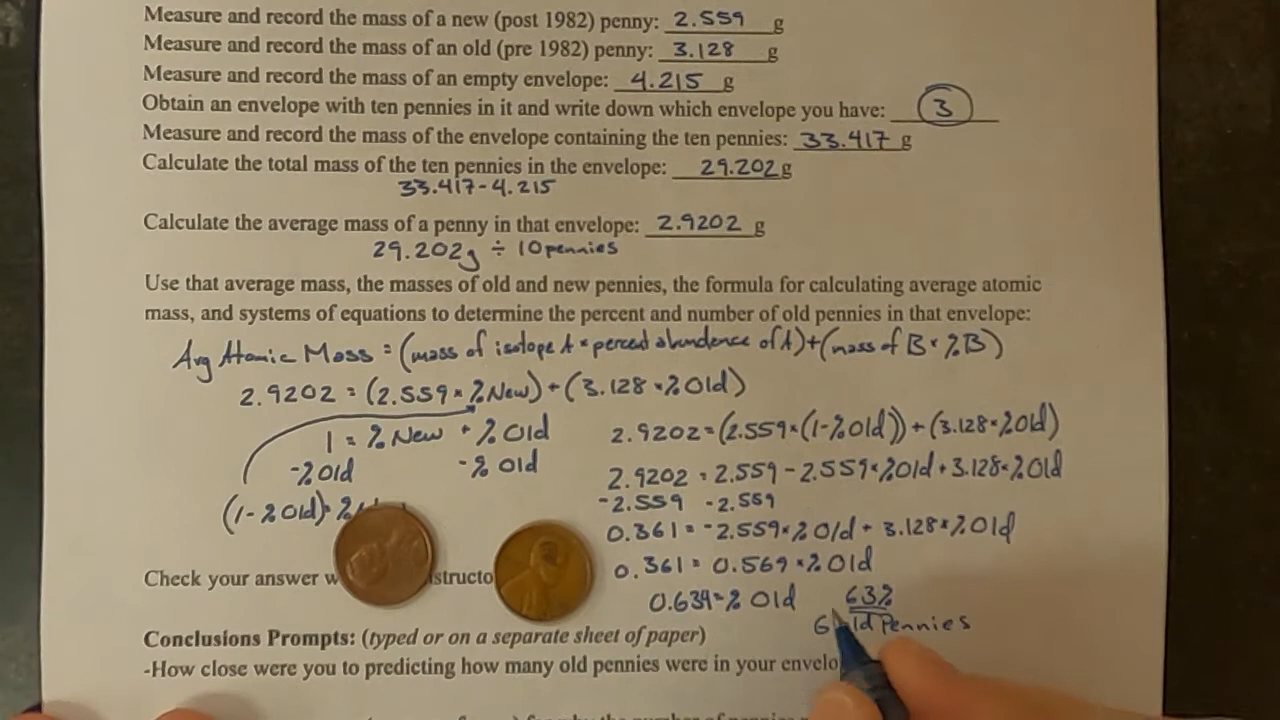 Measure and record the mass of a new (post 1982) penny: 2.559 g
Measure and record the mass of an old (pre 1982) penny: 3.128 g
Measure and record the mass of an empty envelope: 4.215 g
Obtain an envelope with ten pennies in it and write down which envelope you have: 3
Measure and record the mass of the envelope containing the ten pennies: 33.417 g
Calculate the total mass of the ten pennies in the envelope: 29.202 g
33.417-4.215
Calculate the average mass of a penny in that envelope: 2.9202 g
29.202g ÷ 10 pennies
Use that average mass, the masses of old and new pennies, the formula for calculating average atomic
mass, and systems of equations to determine the percent and number of old pennies in that envelope:
Avg Atomic Mass = (mass of isotope A × percent abundance of A) + (mass of B × %B)
2.9202 = (2.559 × %New) + (3.128 × %Old)
1 = %New + %Old
-%Old -%Old
(1-%Old)=%
2.9202=(2.559×(1-%Old))+(3.128×%Old)
2.9202=2.559-2.559×%Old+3.128×%Old
-2.559 -2.559
0.361=-2.559×%Old+3.128×%Old
0.361=0.569×%Old
0.634=%Old 63%
6 ld Pennies
Check your answer w structo
Conclusions Prompts: (typed or on a separate sheet of paper)
-How close were you to predicting how many old pennies were in your envelo